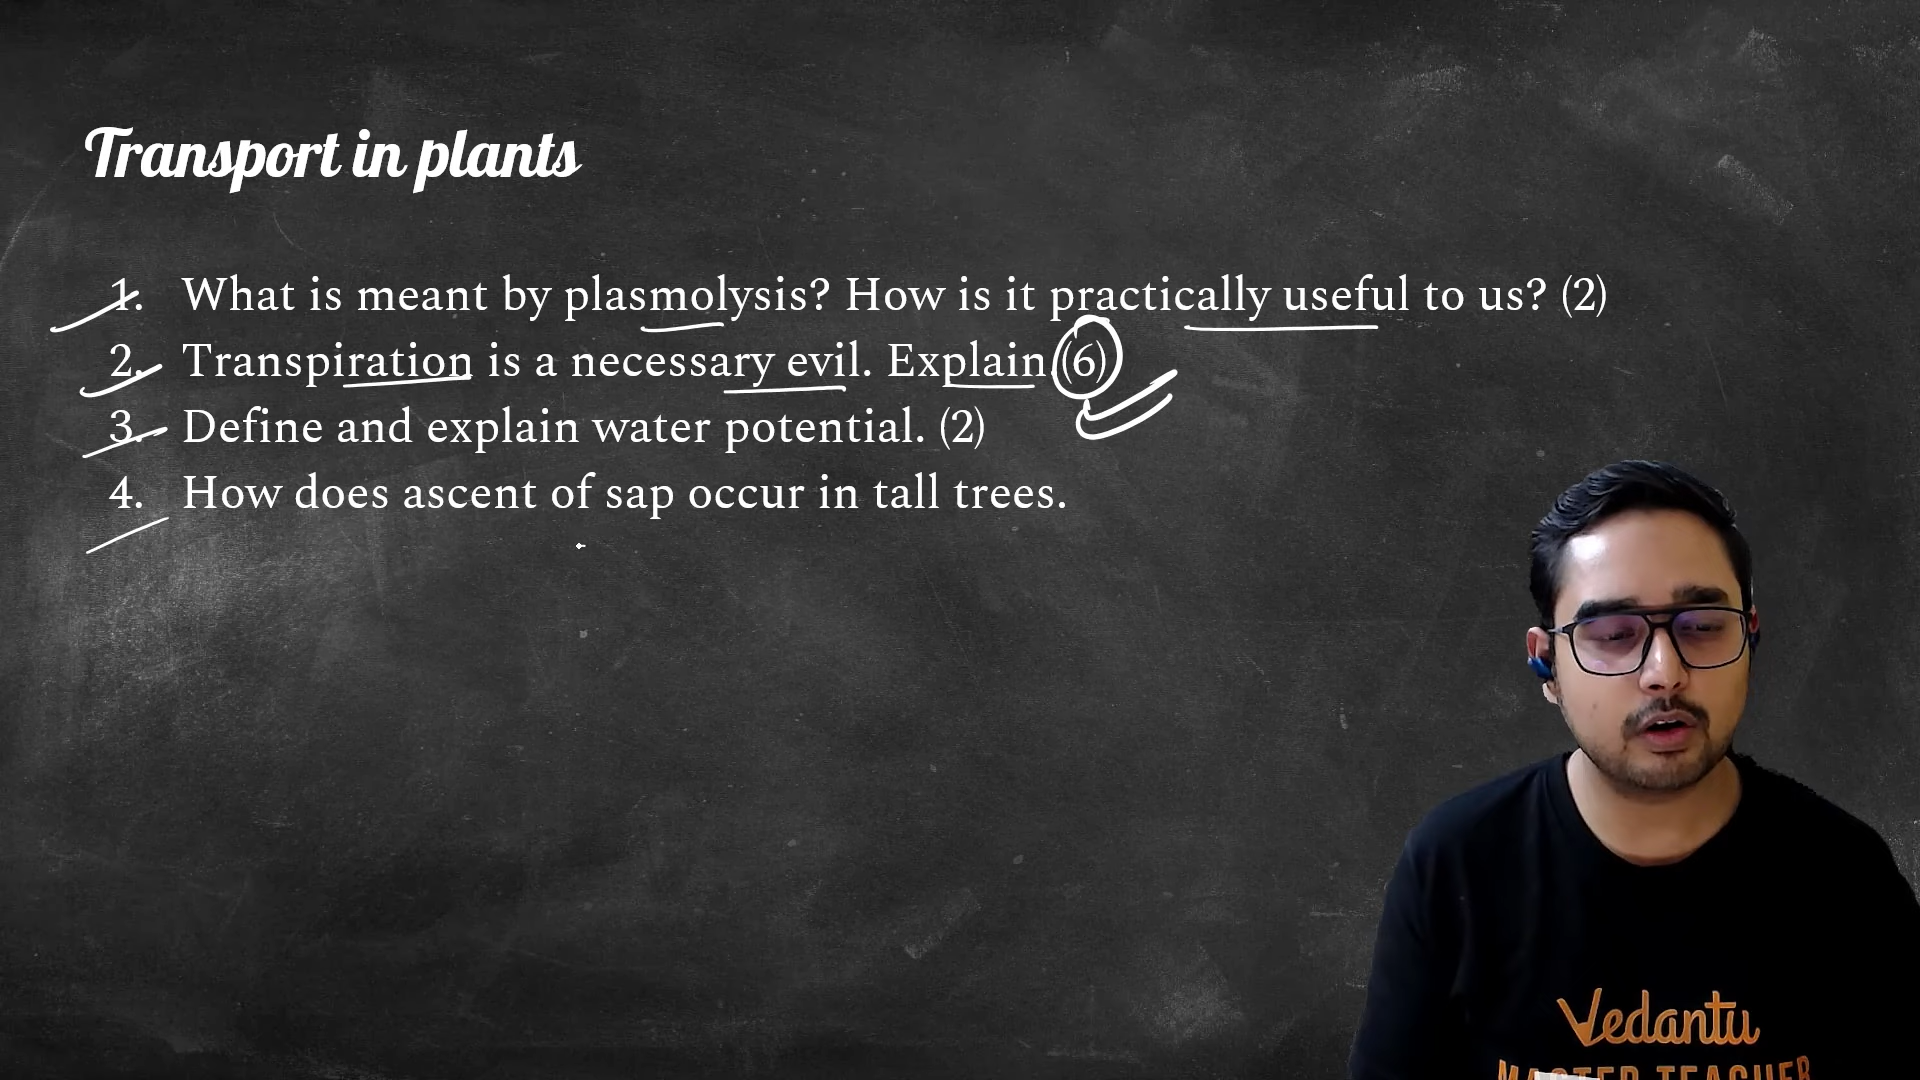 Transport in plants
1. What is meant by plasmolysis? How is it practically useful to us? (2)
2. Transpiration is a necessary evil. Explain. (6)
3. Define and explain water potential. (2)
4. How does ascent of sap occur in tall trees.
Vedantu
MASTER TEACHER